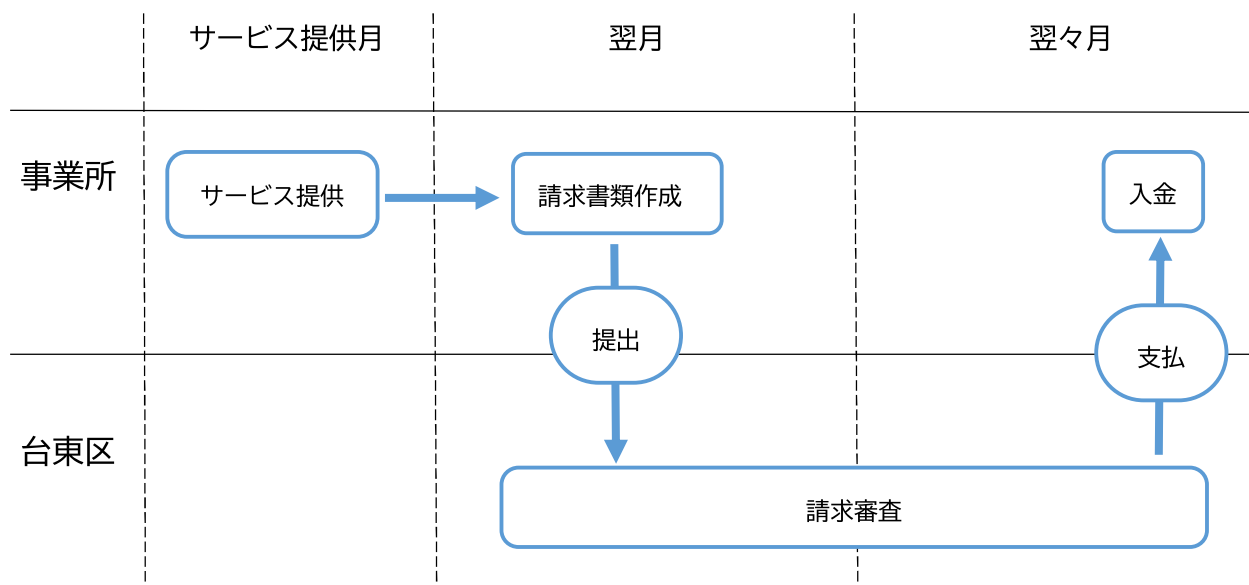 サービス提供月
翌月
翌々月
事業所
サービス提供
請求書類作成
入金
提出
支払
台東区
請求審査